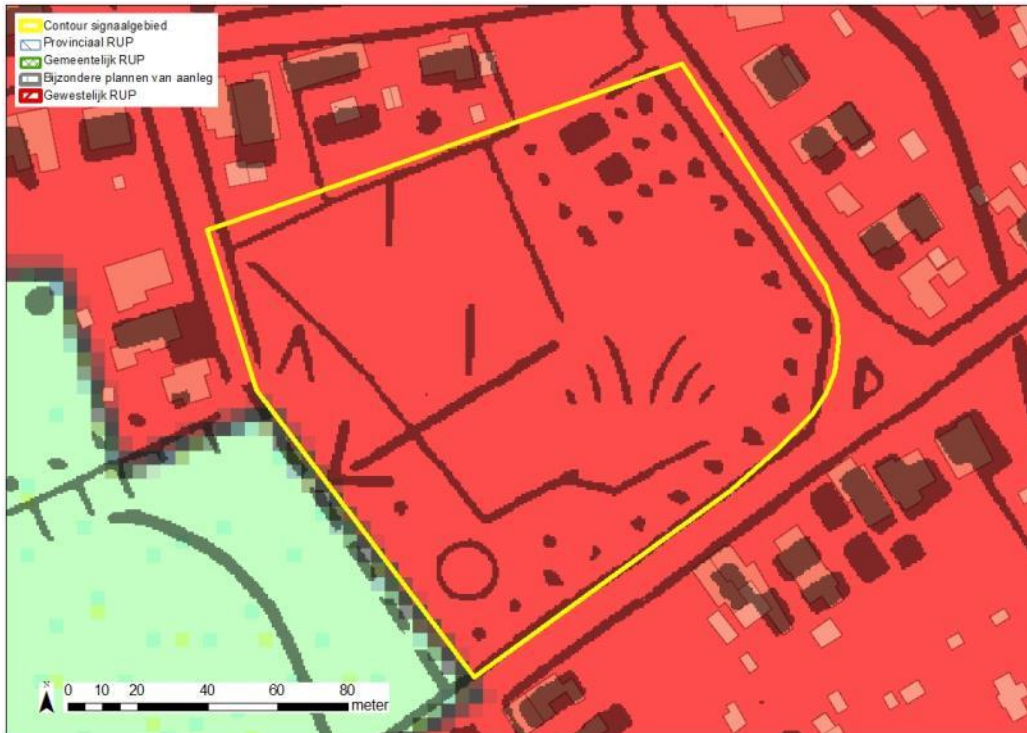 Contour signaalgebied
Provinciaal RUP
Gemeentelijk RUP
Bijzondere plannen van aanleg
Gewestelijk RUP
N
0 10 20 40 60 80
meter